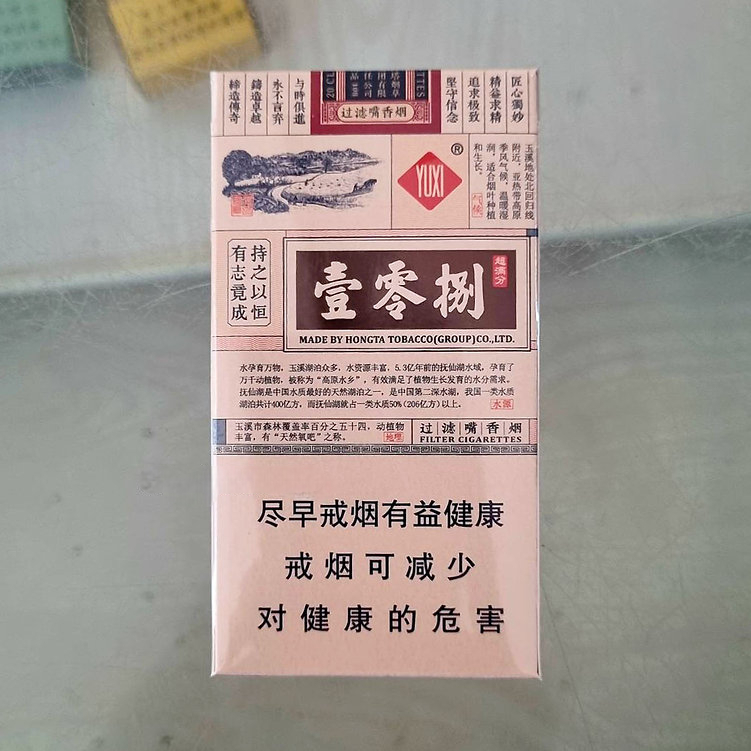 匠心獨妙
精益求精
追求极致
堅守信念
与時俱進
永不言弃
鑄造卓越
締造傳奇
20 CL
过滤嘴香烟
YUXI
®
玉溪地处北回归线
附近，亚热带高原
季风气候，温暖湿
润，适合烟叶种植
和生长。
气候
持之以恒
有志竟成
壹零捌
超满分
MADE BY HONGTA TOBACCO(GROUP)CO.,LTD.
水孕育万物，玉溪湖泊众多，水资源丰富，5.3亿年前的抚仙湖水域，孕育了
万千动植物，被称为“高原水乡”，有效满足了植物生长发育的水分需求。
抚仙湖是中国水质最好的天然湖泊之一，是中国第二深水湖，我国一类水质
湖泊共计400亿方，而抚仙湖就占一类水质50%（206亿方）以上。
水源
玉溪市森林覆盖率百分之五十四，动植物
丰富，有“天然氧吧”之称。
地理
过滤嘴香烟
FILTER CIGARETTES
尽早戒烟有益健康
戒烟可减少
对健康的危害